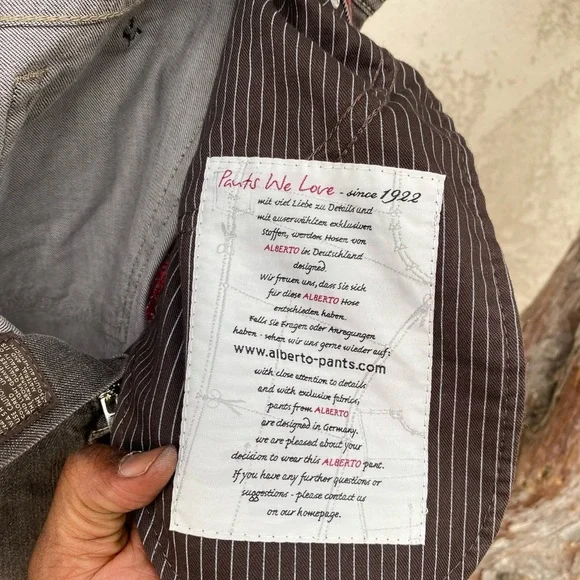 Pants We Love - since 1922
mit viel Liebe zu Details und
mit auserwählten exklusiven
Stoffen, werden Hosen von
ALBERTO in Deutschland
designed.
Wir freuen uns, dass Sie sich
für diese ALBERTO Hose
entschieden haben.
Falls Sie Fragen oder Anregungen
haben - sehen wir uns gerne wieder auf:
www.alberto-pants.com
with close attention to details
and with exclusive fabrics,
pants from ALBERTO
are designed in Germany.
we are pleased about your
decision to wear this ALBERTO pant.
If you have any further questions or
suggestions - please contact us
on our homepage.